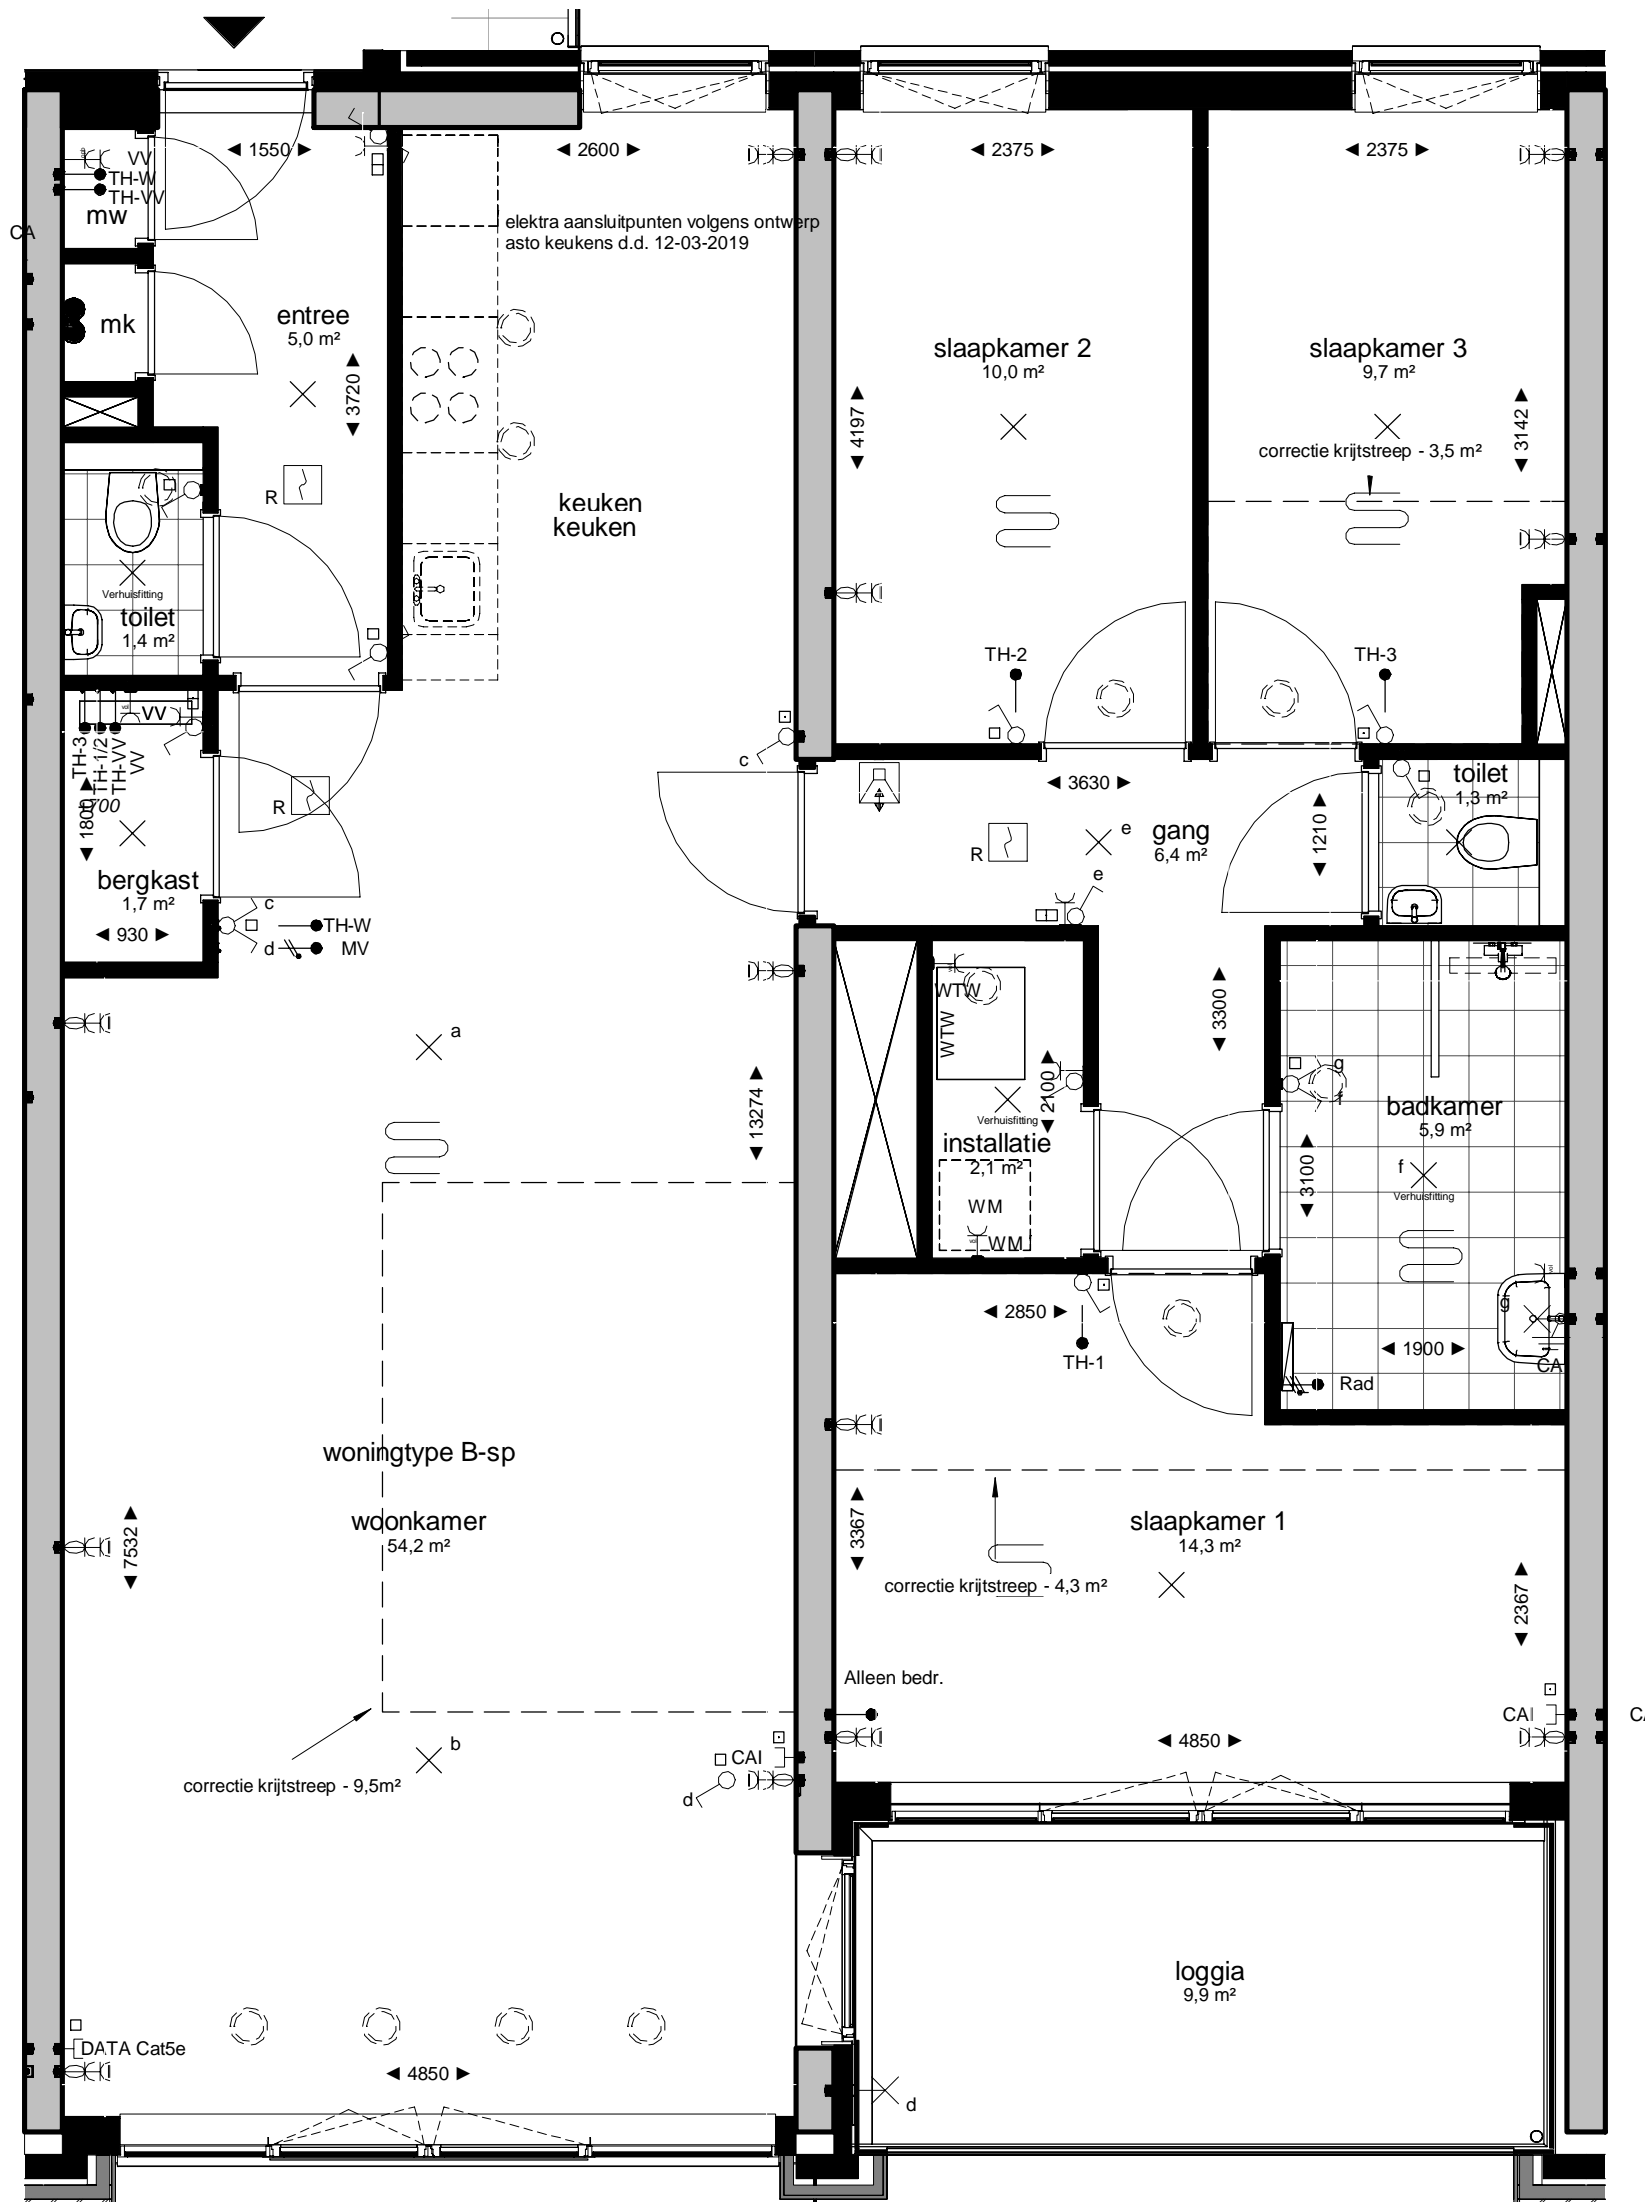 ◄ 1550 ►
◄ 2600 ►
◄ 2375 ►
◄ 2375 ►
VV
TH-W
TH-VV
mw
CA
elektra aansluitpunten volgens ontwerp
asto keukens d.d. 12-03-2019
mk
entree
5,0 m²
◄ 3720 ►
slaapkamer 2
10,0 m²
◄ 4197 ►
slaapkamer 3
9,7 m²
◄ 3142 ►
correctie krijtstreep - 3,5 m²
R
keuken
keuken
Verhuisfitting
toilet
1,4 m²
TH-2
TH-3
VV
TH-3
TH-1/2
TH-VV
VV
1700
◄ 1800 ►
R
c
bergkast
1,7 m²
◄ 930 ►
c
d
TH-W
MV
◄ 3630 ►
R
e
e
gang
6,4 m²
◄ 1210 ►
toilet
1,3 m²
WTW
WTW
◄ 3300 ►
a
◄ 13274 ►
◄ 2100 ►
Verhuisfitting
installatie
2,1 m²
WM
WM
g
f
badkamer
5,9 m²
f
Verhuisfitting
◄ 3100 ►
g
◄ 1900 ►
CA
Rad
◄ 2850 ►
TH-1
woningtype B-sp
woonkamer
54,2 m²
◄ 7532 ►
◄ 3367 ►
slaapkamer 1
14,3 m²
correctie krijtstreep - 4,3 m²
◄ 2367 ►
Alleen bedr.
b
CAI
d
CAI
CA
◄ 4850 ►
correctie krijtstreep - 9,5m²
loggia
9,9 m²
DATA Cat5e
◄ 4850 ►
d